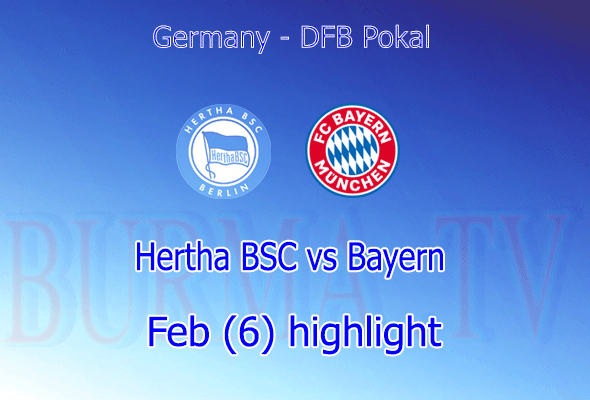 Germany - DFB Pokal
HERTHA BSC
HerthaBSC
BERLIN
FC BAYERN
MÜNCHEN
BURMA TV
Hertha BSC vs Bayern
Feb (6) highlight